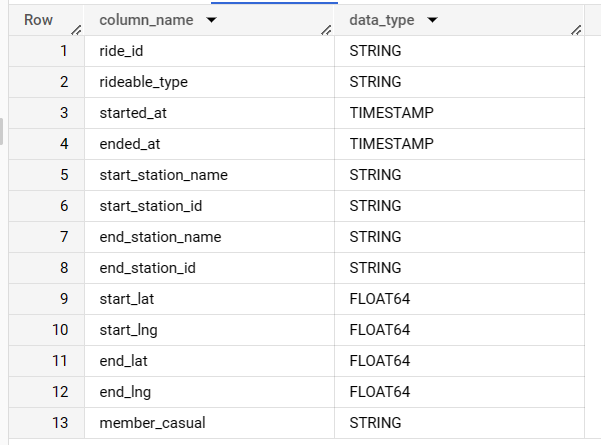 Row column_name data_type
1 ride_id STRING
2 rideable_type STRING
3 started_at TIMESTAMP
4 ended_at TIMESTAMP
5 start_station_name STRING
6 start_station_id STRING
7 end_station_name STRING
8 end_station_id STRING
9 start_lat FLOAT64
10 start_lng FLOAT64
11 end_lat FLOAT64
12 end_lng FLOAT64
13 member_casual STRING